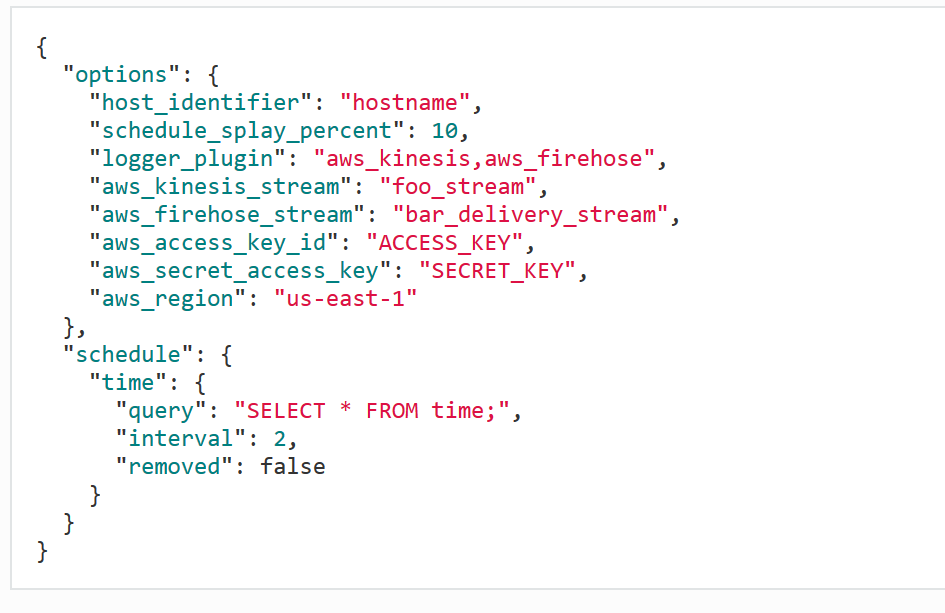 {
  "options": {
    "host_identifier": "hostname",
    "schedule_splay_percent": 10,
    "logger_plugin": "aws_kinesis,aws_firehose",
    "aws_kinesis_stream": "foo_stream",
    "aws_firehose_stream": "bar_delivery_stream",
    "aws_access_key_id": "ACCESS_KEY",
    "aws_secret_access_key": "SECRET_KEY",
    "aws_region": "us-east-1"
  },
  "schedule": {
    "time": {
      "query": "SELECT * FROM time;",
      "interval": 2,
      "removed": false
    }
  }
}